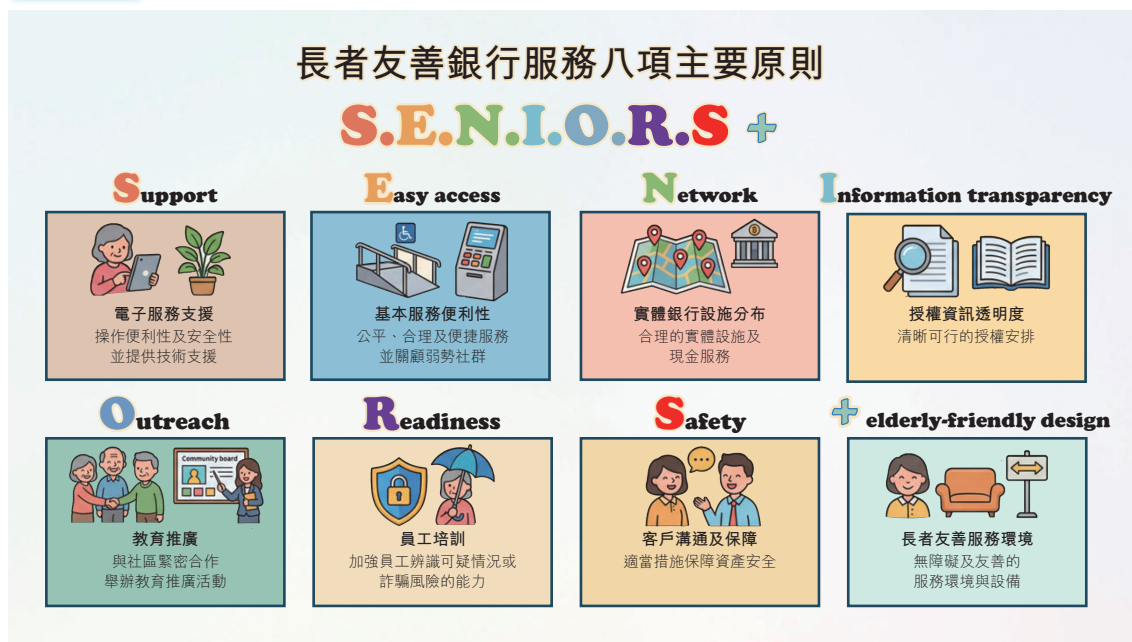 長者友善銀行服務八項主要原則
S.E.N.I.O.R.S +
Support
電子服務支援
操作便利性及安全性
並提供技術支援
Easy access
基本服務便利性
公平、合理及便捷服務
並關顧弱勢社群
Network
實體銀行設施分布
合理的實體設施及
現金服務
Information transparency
授權資訊透明度
清晰可行的授權安排
Outreach
Community board
教育推廣
與社區緊密合作
舉辦教育推廣活動
Readiness
員工培訓
加強員工辨識可疑情況或
詐騙風險的能力
Safety
客戶溝通及保障
適當措施保障資產安全
+ elderly-friendly design
長者友善服務環境
無障礙及友善的
服務環境與設備